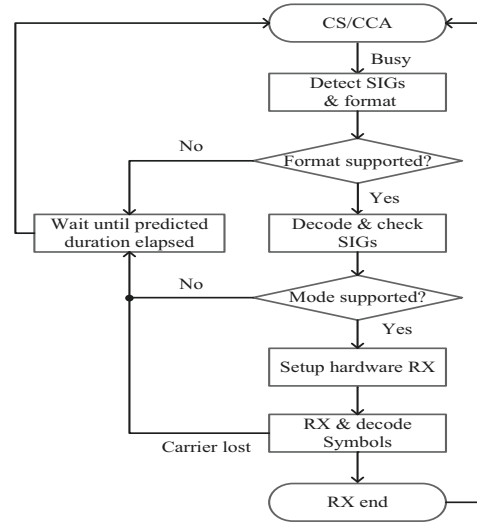 CS/CCA
Busy
Detect SIGs
& format
No
Format supported?
Yes
Wait until predicted
duration elapsed
Decode & check
SIGs
No
Mode supported?
Yes
Setup hardware RX
RX & decode
Symbols
Carrier lost
RX end